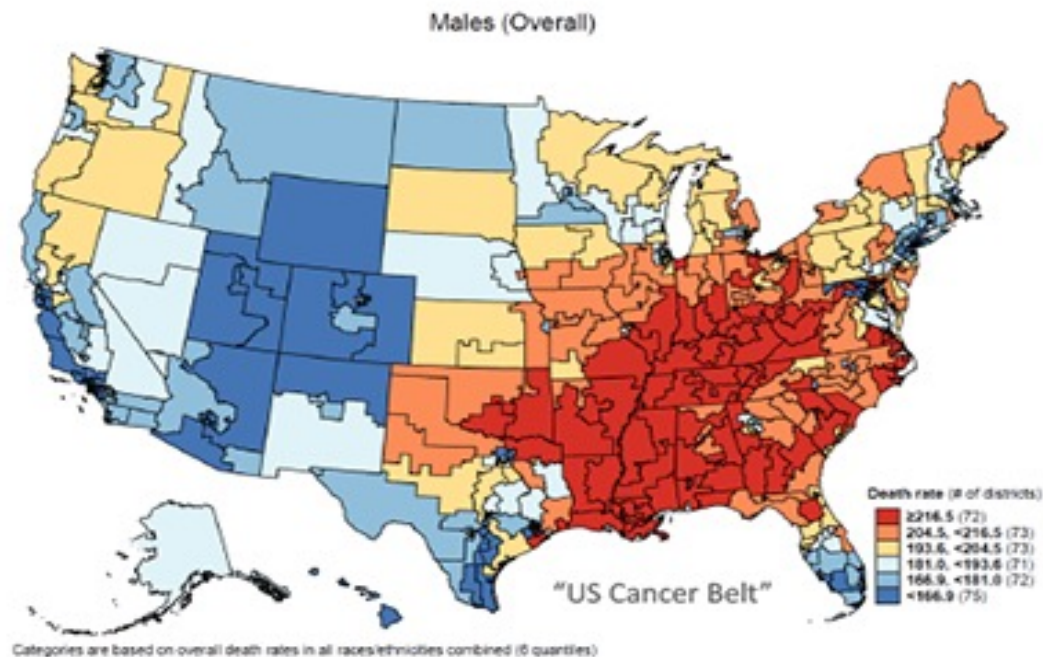 Males (Overall)
"US Cancer Belt"
Death rate (# of districts)
≥216.5 (72)
204.5, <216.5 (73)
193.6, <204.5 (73)
181.0, <193.6 (71)
166.9, <181.0 (72)
<166.9 (75)
Categories are based on overall death rates in all races/ethnicities combined (6 quantiles)